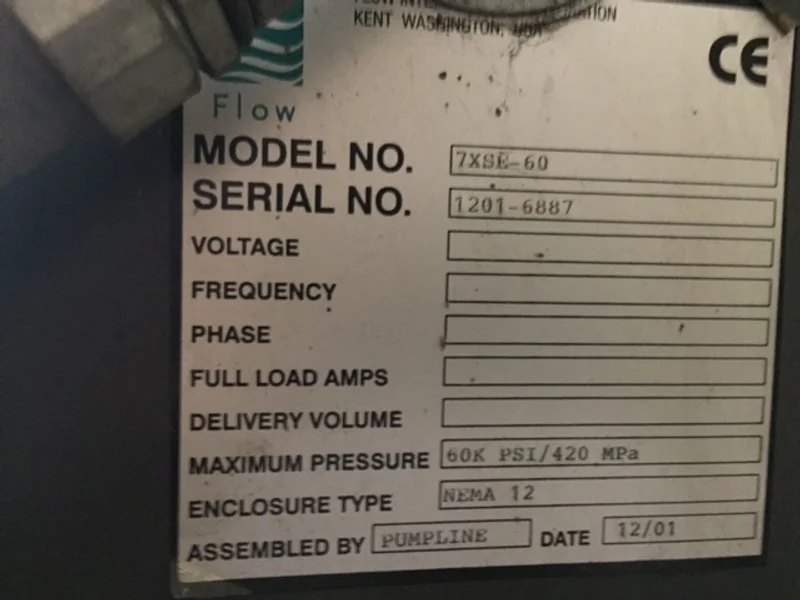 KENT WASHINGTON, USA
CE
Flow
MODEL NO. 7XSE-60
SERIAL NO. 1201-6887
VOLTAGE
FREQUENCY
PHASE
FULL LOAD AMPS
DELIVERY VOLUME
MAXIMUM PRESSURE 60K PSI/420 MPa
ENCLOSURE TYPE NEMA 12
ASSEMBLED BY PUMPLINE DATE 12/01